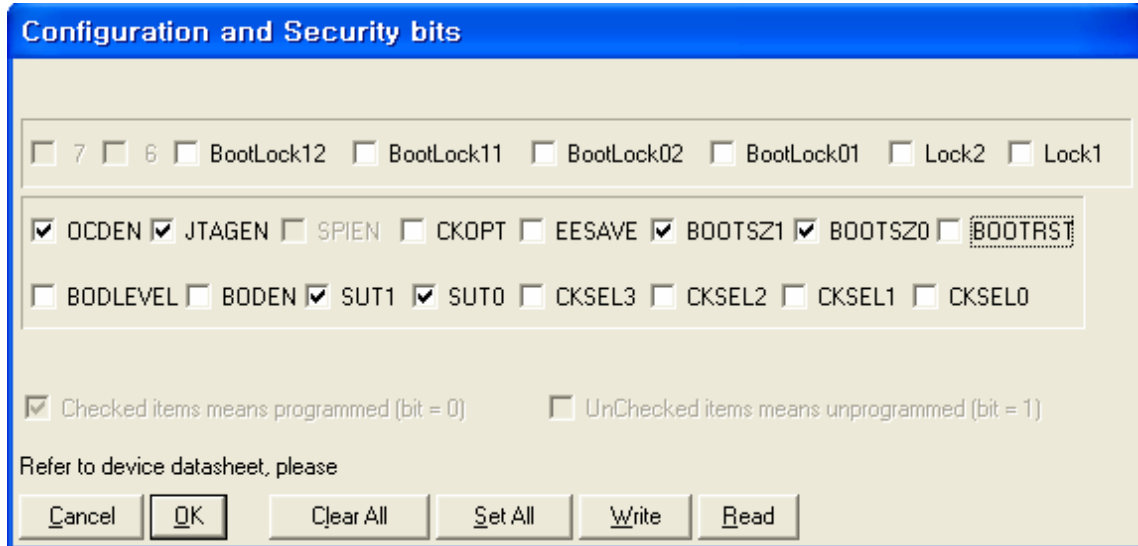 Configuration and Security bits
7 6 BootLock12 BootLock11 BootLock02 BootLock01 Lock2 Lock1
OCDEN JTAGEN SPIEN CKOPT EESAVE BOOTSZ1 BOOTSZ0 BOOTRST
BODLEVEL BODEN SUT1 SUT0 CKSEL3 CKSEL2 CKSEL1 CKSEL0
Checked items means programmed (bit = 0) UnChecked items means unprogrammed (bit = 1)
Refer to device datasheet, please
Cancel OK Clear All Set All Write Read